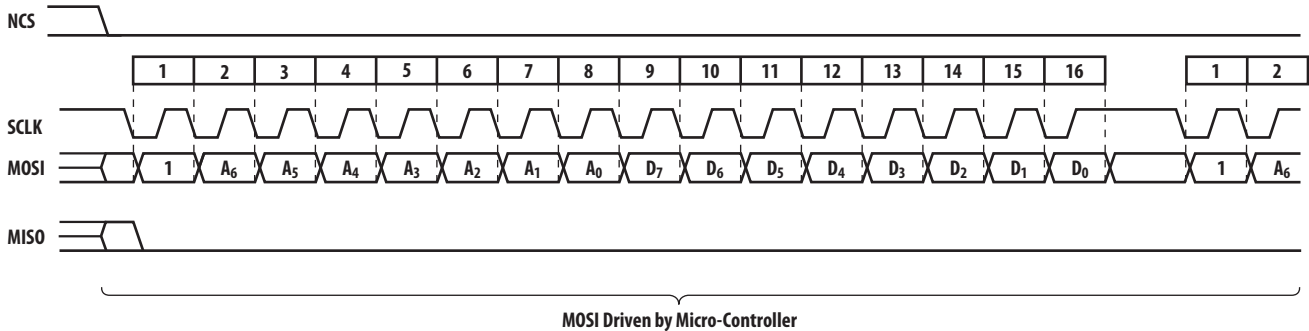 NCS
1 2 3 4 5 6 7 8 9 10 11 12 13 14 15 16 1 2
SCLK
MOSI 1 A6 A5 A4 A3 A2 A1 A0 D7 D6 D5 D4 D3 D2 D1 D0 1 A6
MISO
MOSI Driven by Micro-Controller